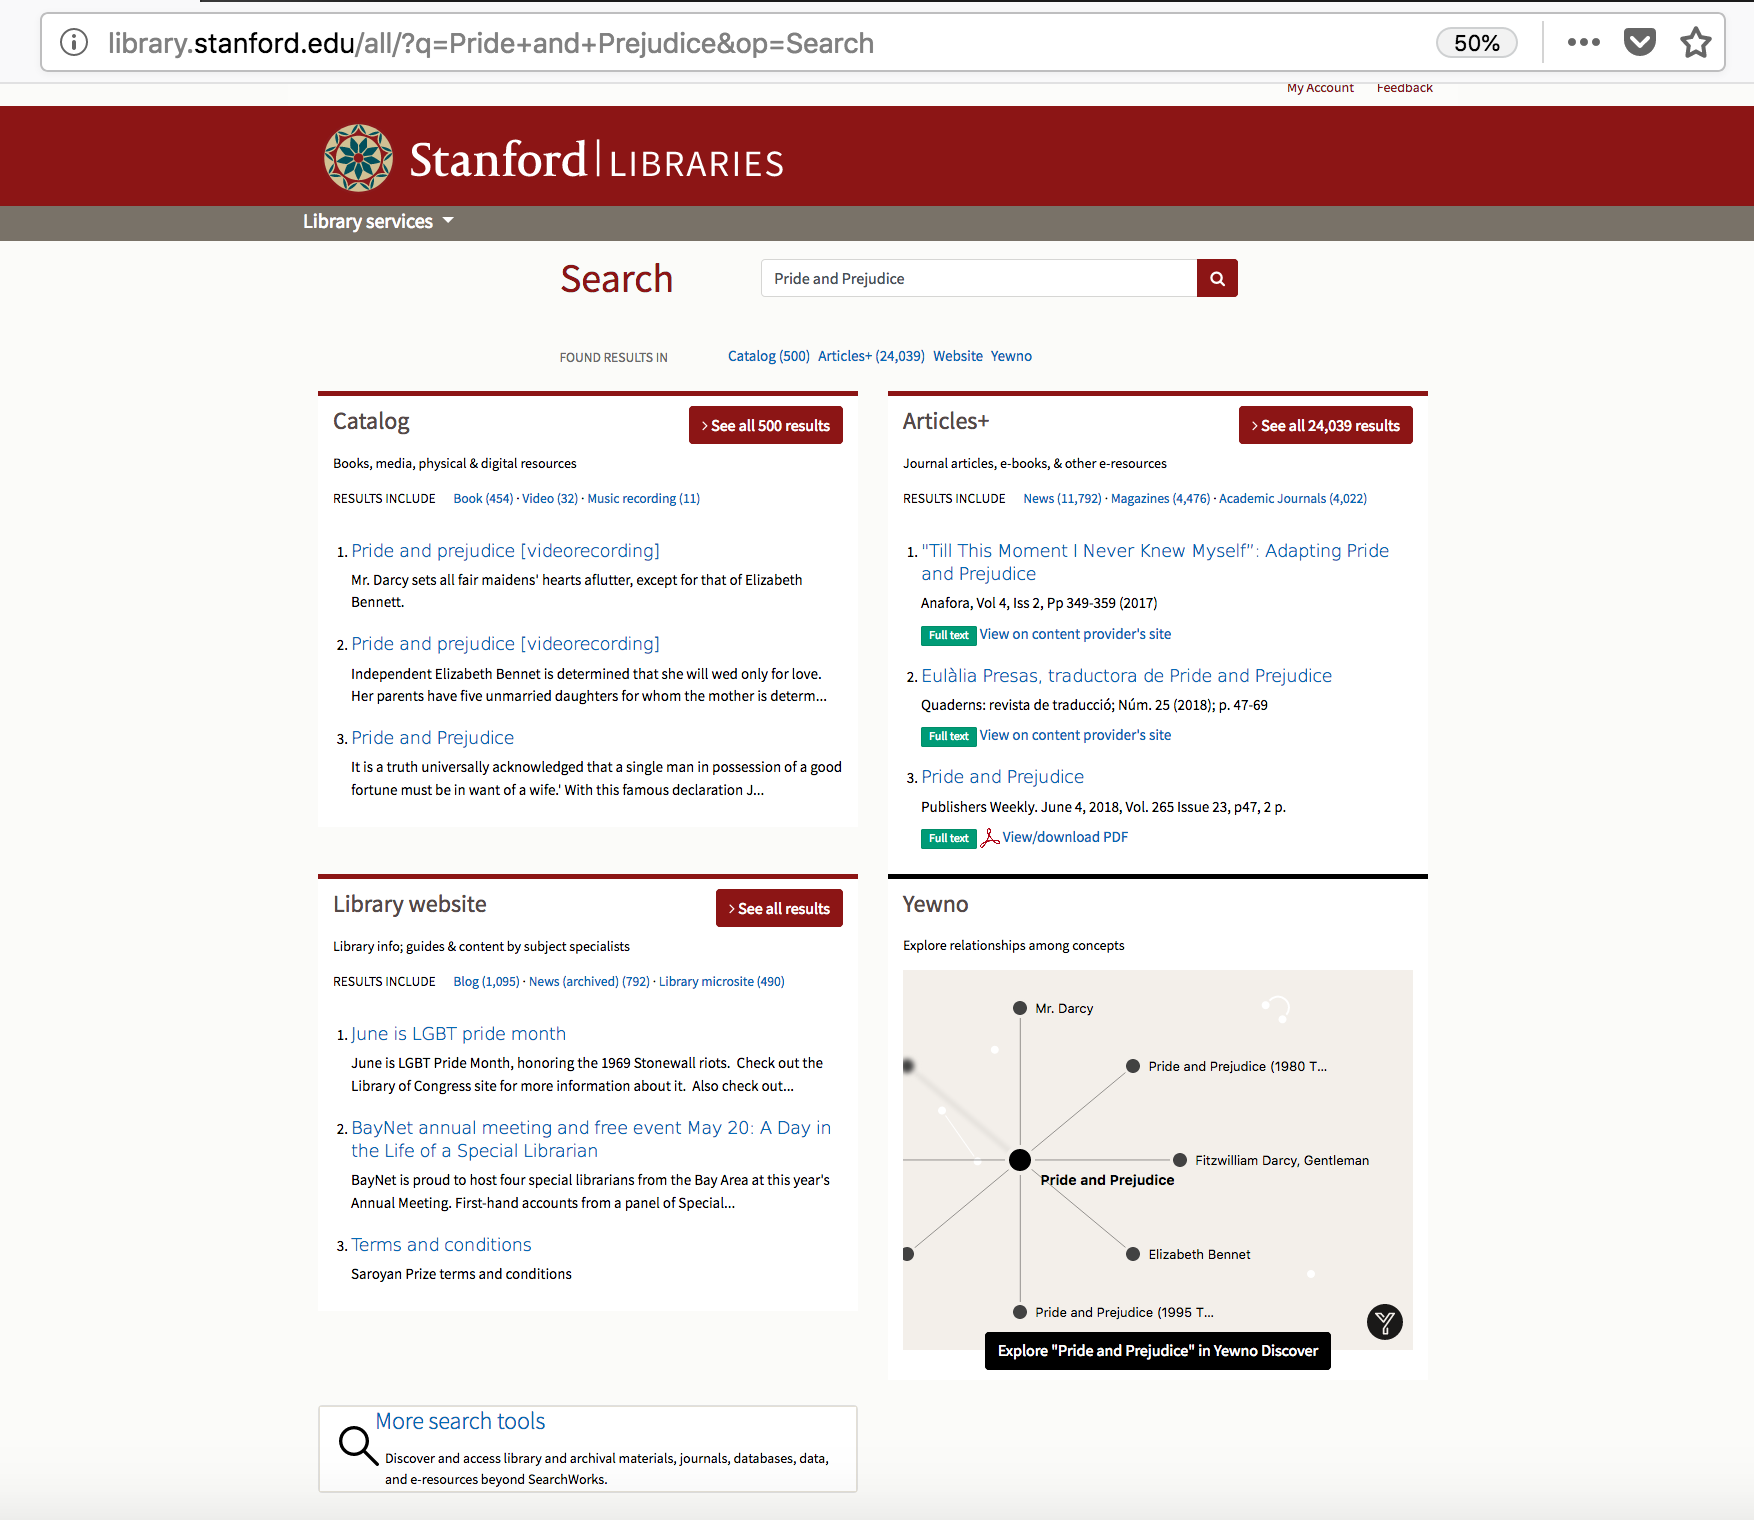 library.stanford.edu/all/?q=Pride+and+Prejudice&op=Search
50%
My Account Feedback
Stanford LIBRARIES
Library services
Search
Pride and Prejudice
FOUND RESULTS IN Catalog (500) Articles+ (24,039) Website Yewno
Catalog
> See all 500 results
Books, media, physical & digital resources
RESULTS INCLUDE Book (454) · Video (32) · Music recording (11)
1. Pride and prejudice [videorecording]
Mr. Darcy sets all fair maidens' hearts aflutter, except for that of Elizabeth
Bennett.
2. Pride and prejudice [videorecording]
Independent Elizabeth Bennet is determined that she will wed only for love.
Her parents have five unmarried daughters for whom the mother is determ...
3. Pride and Prejudice
It is a truth universally acknowledged that a single man in possession of a good
fortune must be in want of a wife.' With this famous declaration J...
Articles+
> See all 24,039 results
Journal articles, e-books, & other e-resources
RESULTS INCLUDE News (11,792) · Magazines (4,476) · Academic Journals (4,022)
1. "Till This Moment I Never Knew Myself”: Adapting Pride
and Prejudice
Anafora, Vol 4, Iss 2, Pp 349-359 (2017)
Full text View on content provider's site
2. Eulàlia Presas, traductora de Pride and Prejudice
Quaderns: revista de traducció; Núm. 25 (2018); p. 47-69
Full text View on content provider's site
3. Pride and Prejudice
Publishers Weekly. June 4, 2018, Vol. 265 Issue 23, p47, 2 p.
Full text View/download PDF
Library website
> See all results
Library info; guides & content by subject specialists
RESULTS INCLUDE Blog (1,095) · News (archived) (792) · Library microsite (490)
1. June is LGBT pride month
June is LGBT Pride Month, honoring the 1969 Stonewall riots. Check out the
Library of Congress site for more information about it. Also check out...
2. BayNet annual meeting and free event May 20: A Day in
the Life of a Special Librarian
BayNet is proud to host four special librarians from the Bay Area at this year's
Annual Meeting. First-hand accounts from a panel of Special...
3. Terms and conditions
Saroyan Prize terms and conditions
Yewno
Explore relationships among concepts
Mr. Darcy
Pride and Prejudice (1980 T...
Fitzwilliam Darcy, Gentleman
Pride and Prejudice
Elizabeth Bennet
Pride and Prejudice (1995 T...
Explore "Pride and Prejudice" in Yewno Discover
More search tools
Discover and access library and archival materials, journals, databases, data,
and e-resources beyond SearchWorks.